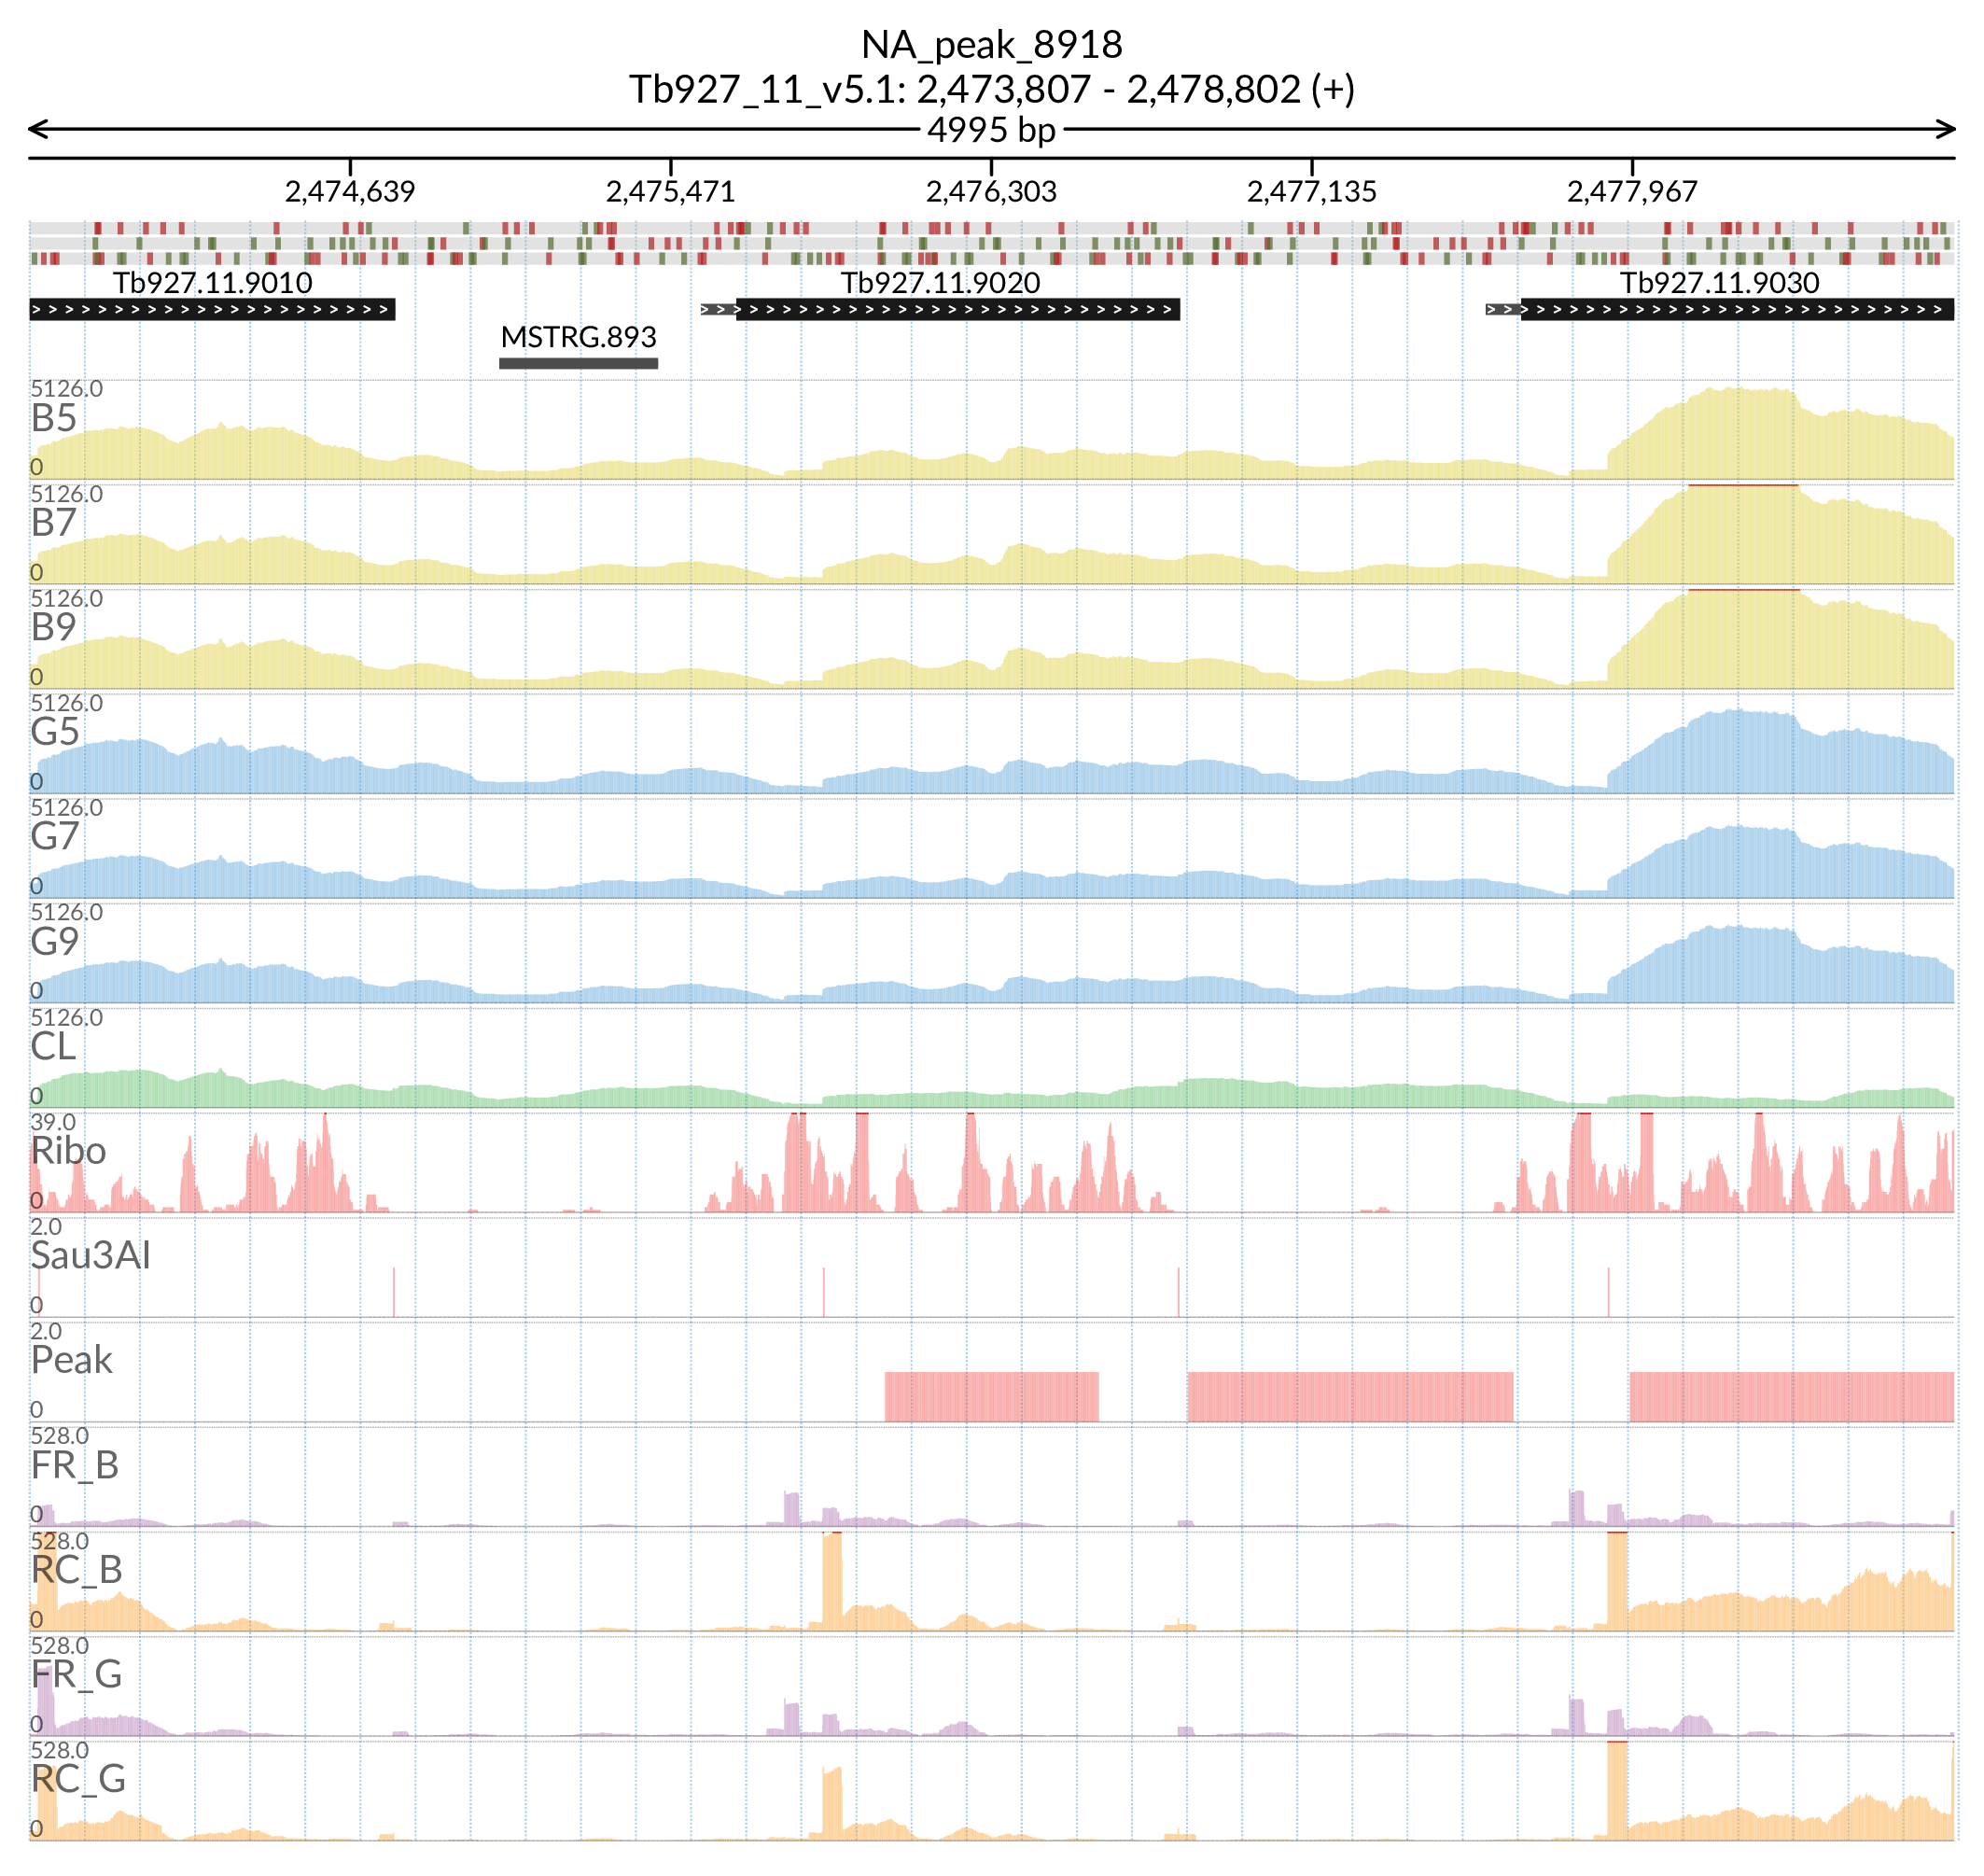 NA_peak_8918
Tb927_11_v5.1: 2,473,807 - 2,478,802 (+)
4995 bp
2,474,639 2,475,471 2,476,303 2,477,135 2,477,967
Tb927.11.9010 Tb927.11.9020 Tb927.11.9030
MSTRG.893
5126.0
B5
0
5126.0
B7
0
5126.0
B9
0
5126.0
G5
0
5126.0
G7
0
5126.0
G9
0
5126.0
CL
0
39.0
Ribo
0
2.0
Sau3AI
0
2.0
Peak
0
528.0
FR_B
0
528.0
RC_B
0
528.0
FR_G
0
528.0
RC_G
0